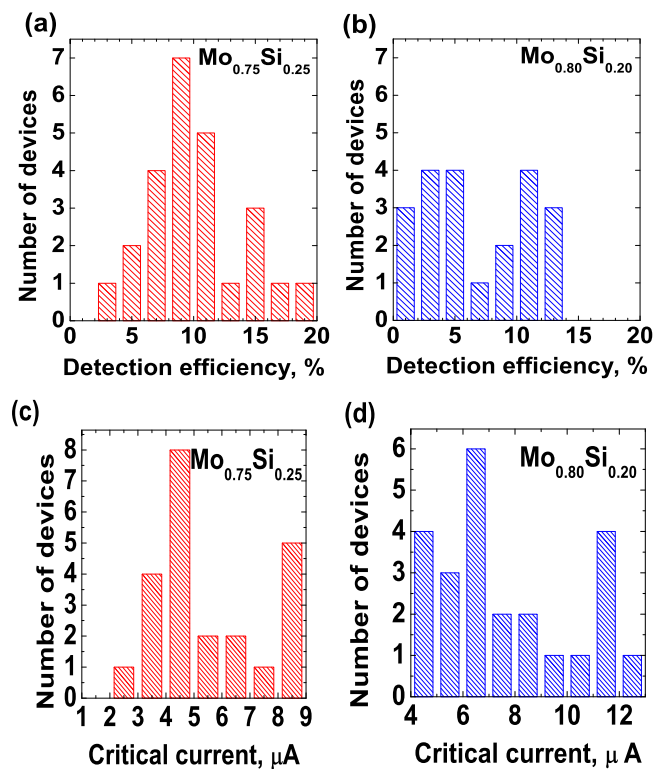 (a)
Mo0.75Si0.25
7
6
5
4
3
2
1
0
0 5 10 15 20
Number of devices
Detection efficiency, %
(b)
Mo0.80Si0.20
7
6
5
4
3
2
1
0
0 5 10 15 20
Number of devices
Detection efficiency, %
(c)
Mo0.75Si0.25
8
7
6
5
4
3
2
1
0
1 2 3 4 5 6 7 8 9
Number of devices
Critical current, μA
(d)
Mo0.80Si0.20
6
5
4
3
2
1
0
4 6 8 10 12
Number of devices
Critical current, μ A